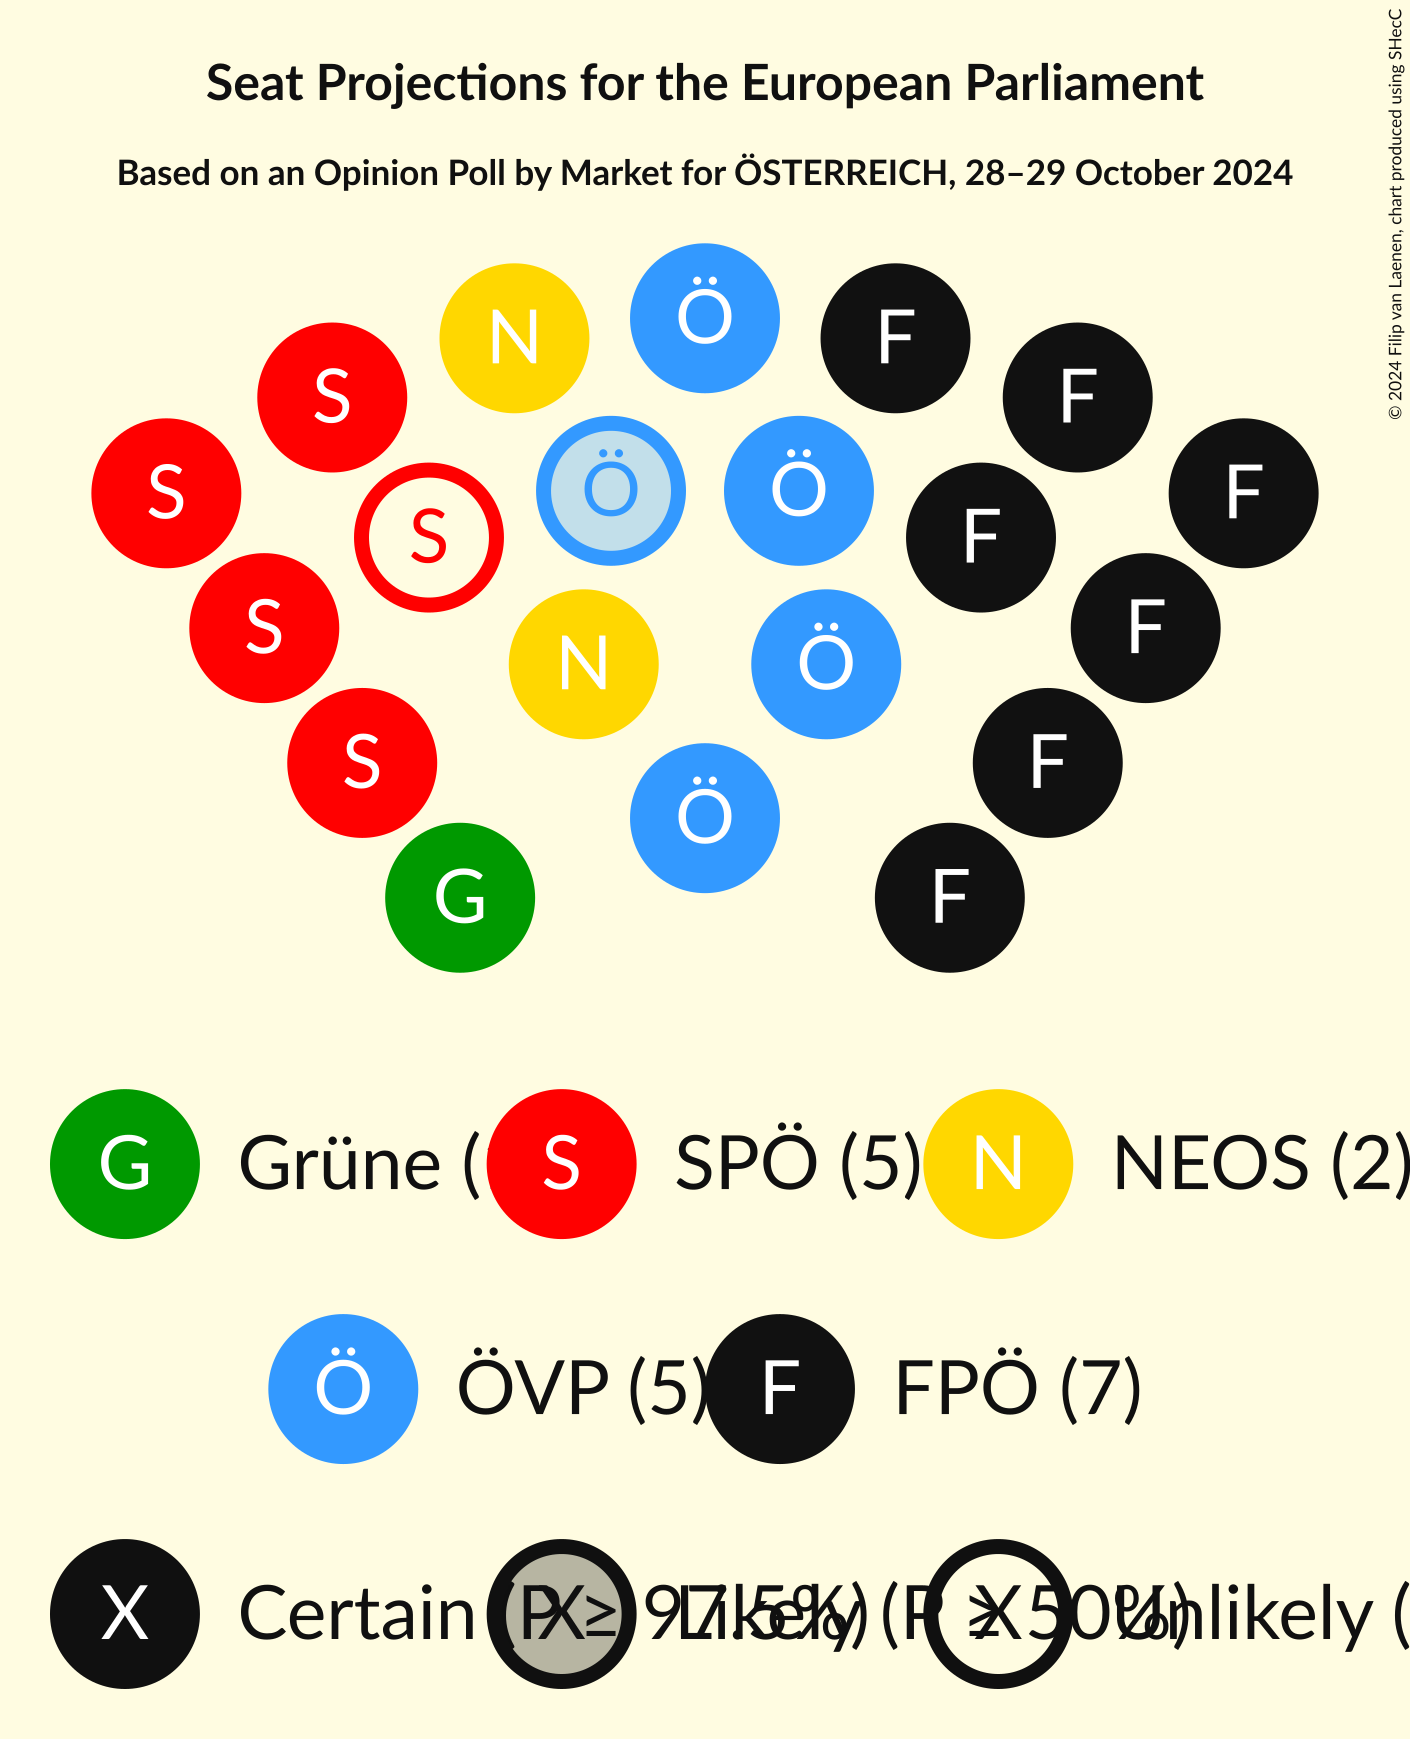 Seat Projections for the European Parliament
Based on an Opinion Poll by Market for ÖSTERREICH, 28–29 October 2024
© 2024 Filip van Laenen, chart produced using SHecC
Ö
N F
S F
Ö Ö
S F
S S F
S F
N Ö
S F
Ö
G F
G Grüne ( S SPÖ (5) N NEOS (2)
Ö ÖVP (5) F FPÖ (7)
X Certain (P ≥ 97.5%) X Likely (P ≥ 50%) X Unlikely (